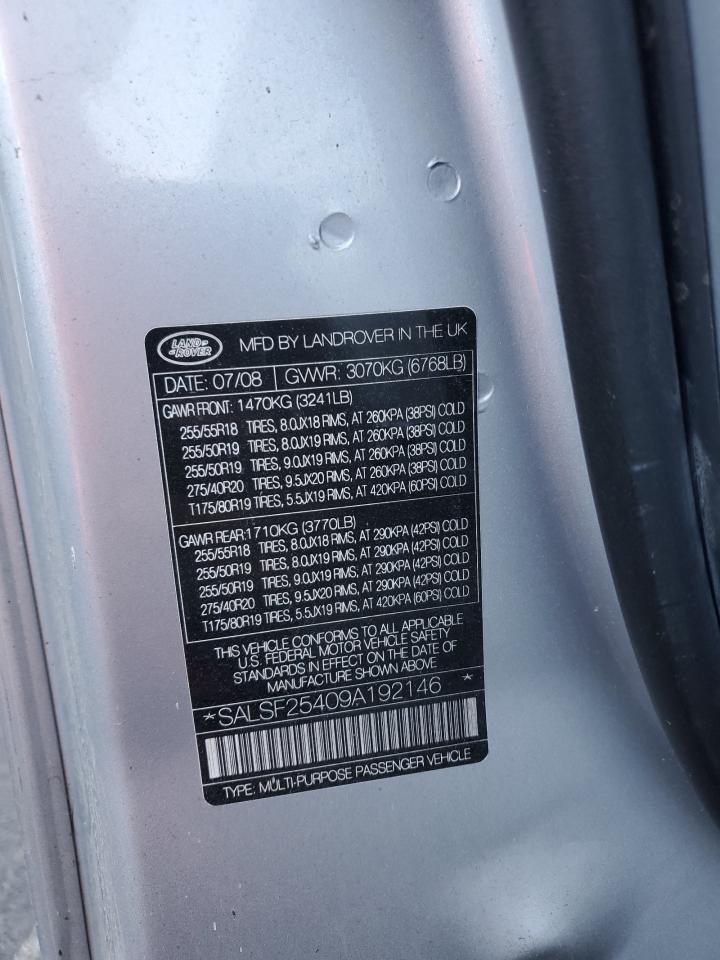 LAND-
-ROVER
MFD BY LANDROVER IN THE UK
DATE: 07/08 GVWR: 3070KG (6768LB)
GAWR FRONT: 1470KG (3241LB)
255/55R18 TIRES, 8.0JX18 RIMS, AT 260KPA (38PSI) COLD
255/50R19 TIRES, 8.0JX19 RIMS, AT 260KPA (38PSI) COLD
255/50R19 TIRES, 9.0JX19 RIMS, AT 260KPA (38PSI) COLD
275/40R20 TIRES, 9.5JX20 RIMS, AT 260KPA (38PSI) COLD
T175/80R19 TIRES, 5.5JX19 RIMS, AT 420KPA (60PSI) COLD
GAWR REAR: 1710KG (3770LB)
255/55R18 TIRES, 8.0JX18 RIMS, AT 290KPA (42PSI) COLD
255/50R19 TIRES, 8.0JX19 RIMS, AT 290KPA (42PSI) COLD
255/50R19 TIRES, 9.0JX19 RIMS, AT 290KPA (42PSI) COLD
275/40R20 TIRES, 9.5JX20 RIMS, AT 290KPA (42PSI) COLD
T175/80R19 TIRES, 5.5JX19 RIMS, AT 420KPA (60PSI) COLD
THIS VEHICLE CONFORMS TO ALL APPLICABLE
U.S. FEDERAL MOTOR VEHICLE SAFETY
STANDARDS IN EFFECT ON THE DATE OF
MANUFACTURE SHOWN ABOVE
*SALSF25409A192146 *
TYPE: MULTI-PURPOSE PASSENGER VEHICLE